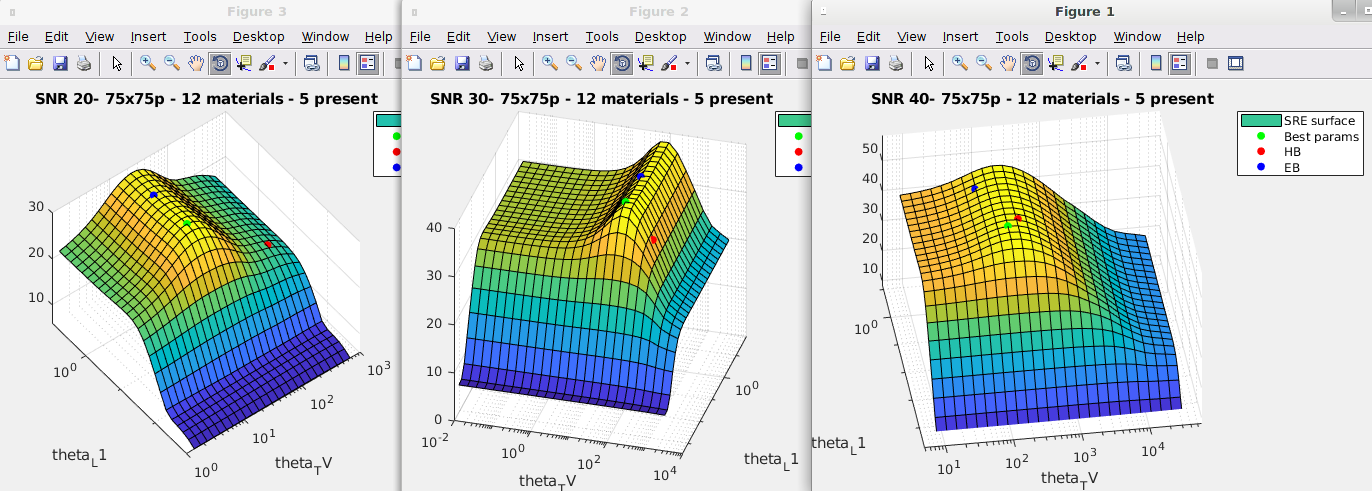 Figure 3
File Edit View Insert Tools Desktop Window Help
SNR 20- 75x75p - 12 materials - 5 present
30
20
10
10^0
theta_L1
10^0
10^1
10^2
10^3
theta_TV
Figure 2
File Edit View Insert Tools Desktop Window Help
SNR 30- 75x75p - 12 materials - 5 present
40
30
20
10
0
10^-2
10^0
10^2
10^4
theta_TV
10^0
theta_L1
Figure 1
File Edit View Insert Tools Desktop Window Help
SNR 40- 75x75p - 12 materials - 5 present
SRE surface
Best params
HB
EB
50
40
30
20
10
10^0
theta_L1
10^1
10^2
10^3
10^4
theta_TV